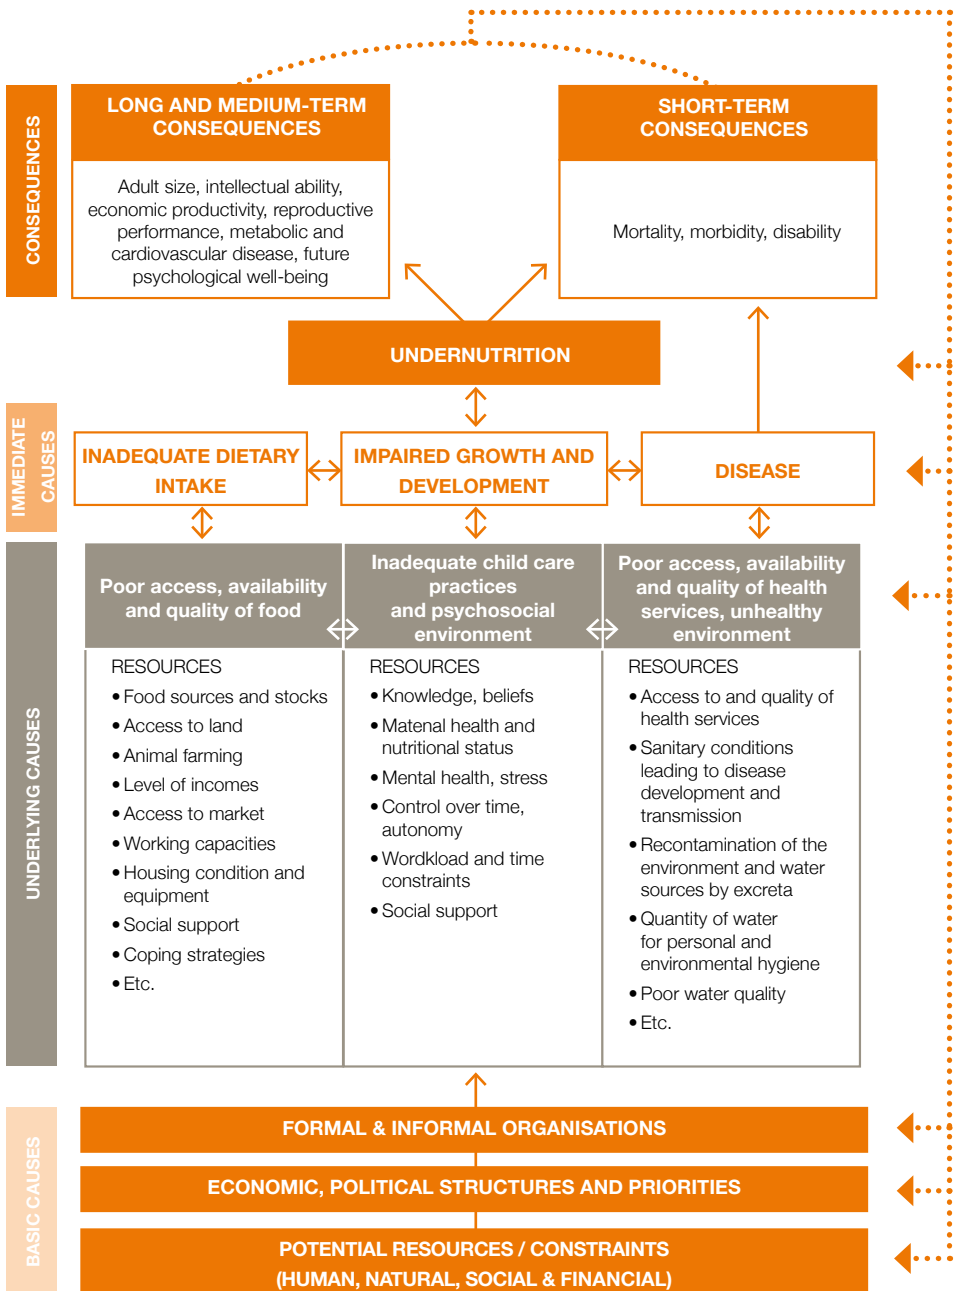 CONSEQUENCES
LONG AND MEDIUM-TERM
CONSEQUENCES
Adult size, intellectual ability,
economic productivity, reproductive
performance, metabolic and
cardiovascular disease, future
psychological well-being
SHORT-TERM
CONSEQUENCES
Mortality, morbidity, disability
UNDERNUTRITION
IMMEDIATE
CAUSES
INADEQUATE DIETARY
INTAKE
IMPAIRED GROWTH AND
DEVELOPMENT
DISEASE
UNDERLYING CAUSES
Poor access, availability
and quality of food
RESOURCES
• Food sources and stocks
• Access to land
• Animal farming
• Level of incomes
• Access to market
• Working capacities
• Housing condition and
equipment
• Social support
• Coping strategies
• Etc.
Inadequate child care
practices
and psychosocial
environment
RESOURCES
• Knowledge, beliefs
• Matenal health and
nutritional status
• Mental health, stress
• Control over time,
autonomy
• Wordkload and time
constraints
• Social support
Poor access, availability
and quality of health
services, unhealthy
environment
RESOURCES
• Access to and quality of
health services
• Sanitary conditions
leading to disease
development and
transmission
• Recontamination of the
environment and water
sources by excreta
• Quantity of water
for personal and
environmental hygiene
• Poor water quality
• Etc.
BASIC CAUSES
FORMAL & INFORMAL ORGANISATIONS
ECONOMIC, POLITICAL STRUCTURES AND PRIORITIES
POTENTIAL RESOURCES / CONSTRAINTS
(HUMAN, NATURAL, SOCIAL & FINANCIAL)